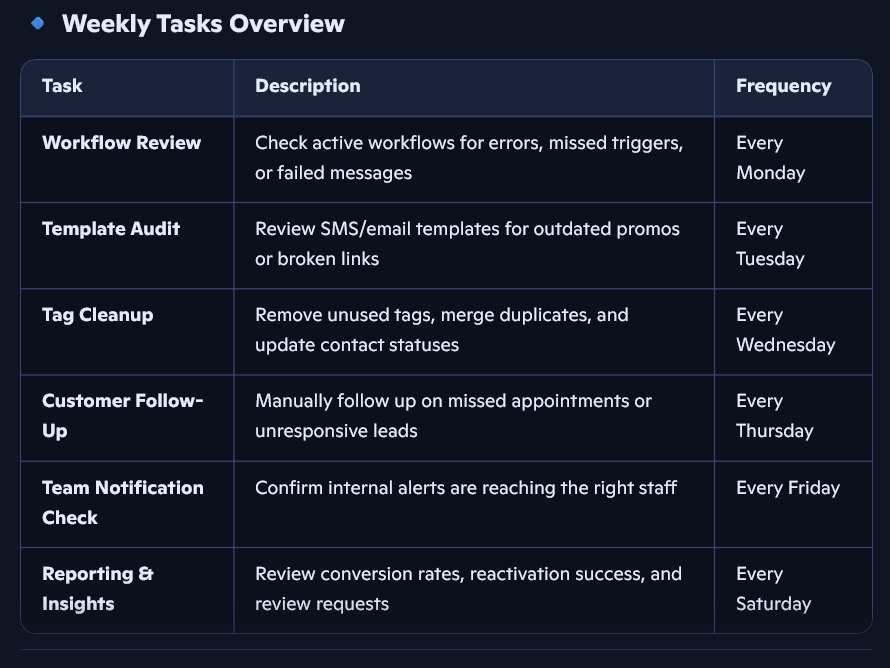 Weekly Tasks Overview
Task Description Frequency
Workflow Review Check active workflows for errors, missed triggers, Every
or failed messages Monday
Template Audit Review SMS/email templates for outdated promos Every
or broken links Tuesday
Tag Cleanup Remove unused tags, merge duplicates, and Every
update contact statuses Wednesday
Customer Follow- Manually follow up on missed appointments or Every
Up unresponsive leads Thursday
Team Notification Confirm internal alerts are reaching the right staff Every Friday
Check
Reporting & Review conversion rates, reactivation success, and Every
Insights review requests Saturday